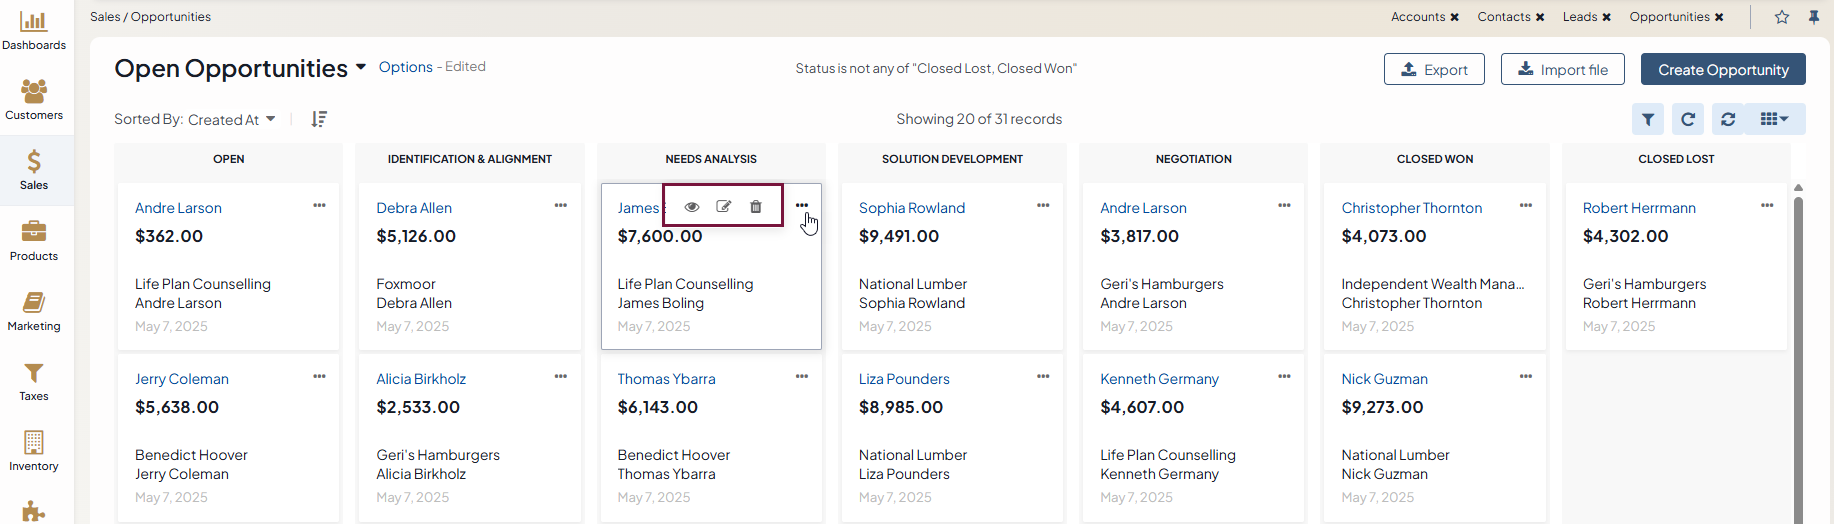 Dashboards
Customers
Sales
Products
Marketing
Taxes
Inventory
Sales / Opportunities
Accounts ✖ Contacts ✖ Leads ✖ Opportunities ✖
Open Opportunities Options - Edited
Status is not any of "Closed Lost, Closed Won"
Export Import file Create Opportunity
Sorted By: Created At
Showing 20 of 31 records
OPEN
Andre Larson
$362.00
Life Plan Counselling
Andre Larson
May 7, 2025
Jerry Coleman
$5,638.00
Benedict Hoover
Jerry Coleman
May 7, 2025
IDENTIFICATION & ALIGNMENT
Debra Allen
$5,126.00
Foxmoor
Debra Allen
May 7, 2025
Alicia Birkholz
$2,533.00
Geri's Hamburgers
Alicia Birkholz
May 7, 2025
NEEDS ANALYSIS
James
$7,600.00
Life Plan Counselling
James Boling
May 7, 2025
Thomas Ybarra
$6,143.00
Benedict Hoover
Thomas Ybarra
May 7, 2025
SOLUTION DEVELOPMENT
Sophia Rowland
$9,491.00
National Lumber
Sophia Rowland
May 7, 2025
Liza Pounders
$8,985.00
National Lumber
Liza Pounders
May 7, 2025
NEGOTIATION
Andre Larson
$3,817.00
Geri's Hamburgers
Andre Larson
May 7, 2025
Kenneth Germany
$4,607.00
Life Plan Counselling
Kenneth Germany
May 7, 2025
CLOSED WON
Christopher Thornton
$4,073.00
Independent Wealth Mana...
Christopher Thornton
May 7, 2025
Nick Guzman
$9,273.00
National Lumber
Nick Guzman
May 7, 2025
CLOSED LOST
Robert Herrmann
$4,302.00
Geri's Hamburgers
Robert Herrmann
May 7, 2025